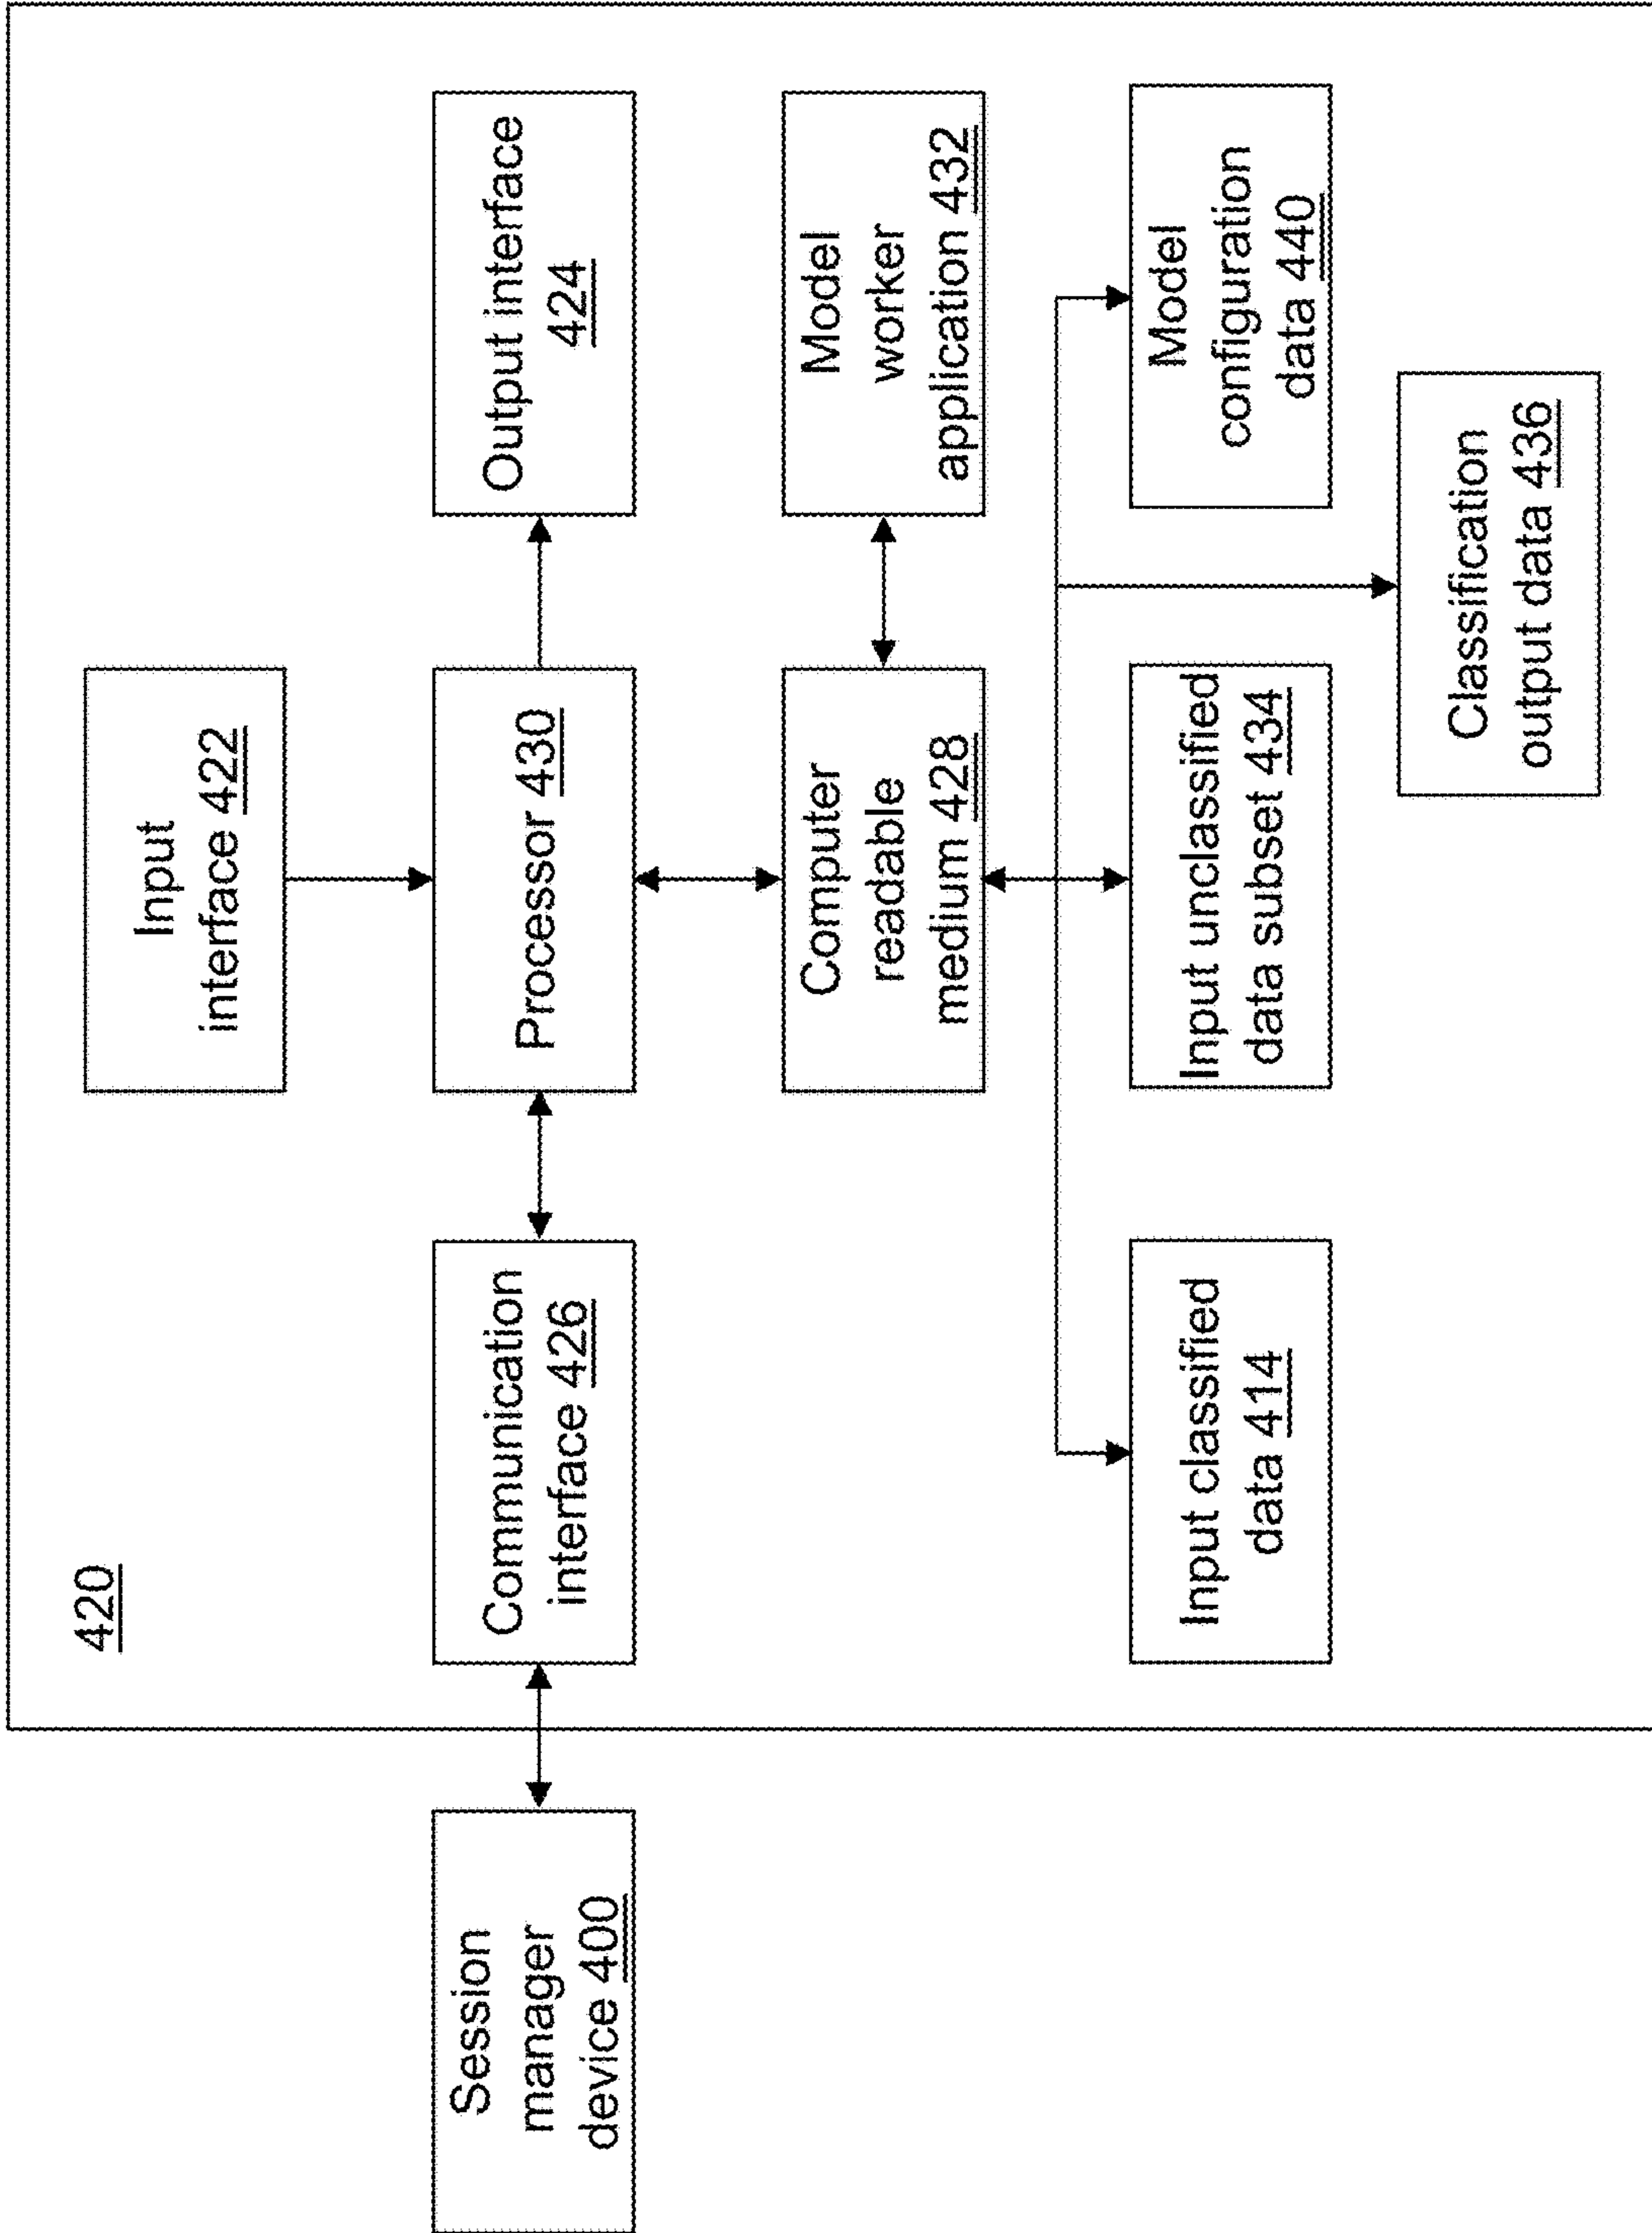 420
Input
interface 422
Session
manager
device 400
Communication
interface 426
Processor 430
Output interface
424
Computer
readable
medium 428
Model
worker
application 432
Input classified
data 414
Input unclassified
data subset 434
Model
configuration
data 440
Classification
output data 436